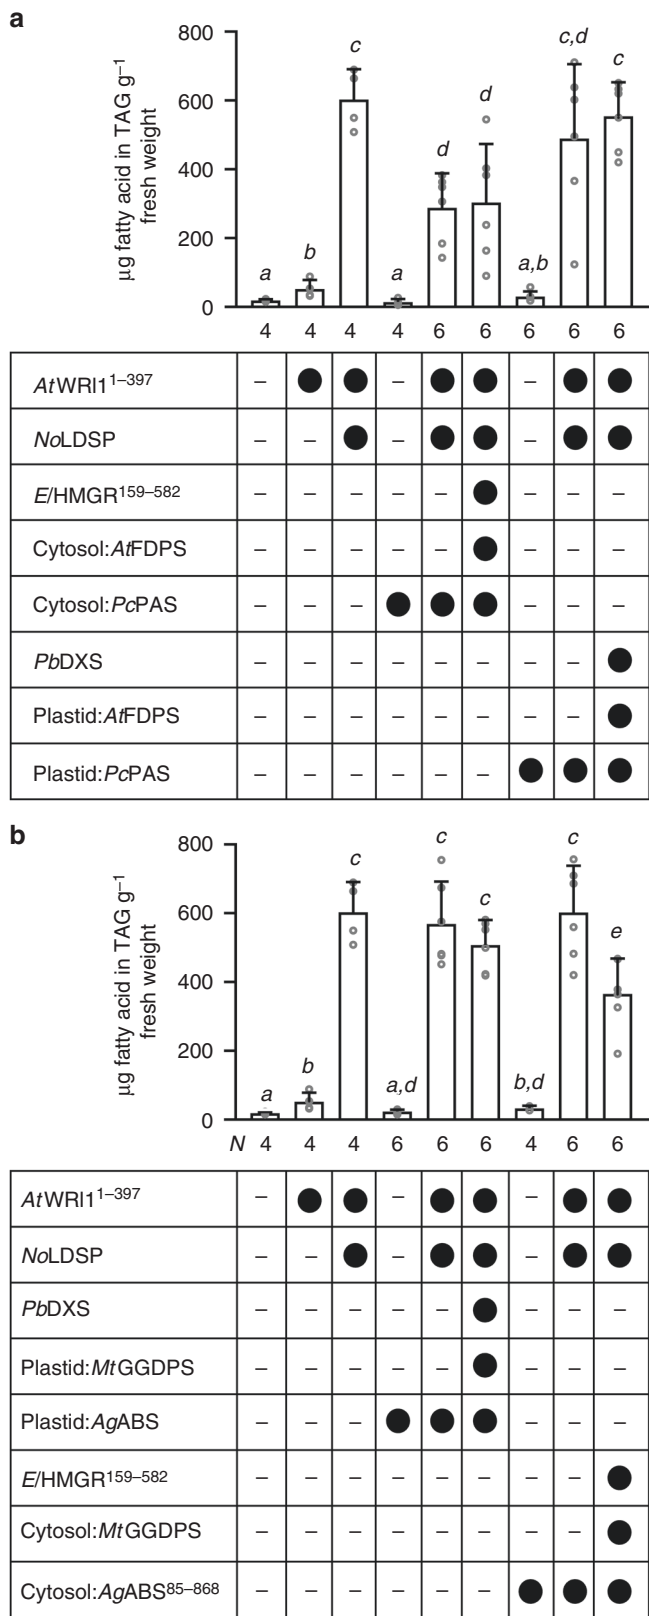 a
µg fatty acid in TAG g–1
fresh weight
800
600
400
200
0
a
b
c
a
d
d
a,b
c,d
c
4 4 4 4 6 6 6 6 6
AtWRI11–397 – ● ● – ● ● – ● ●
NoLDSP – – ● – ● ● – ● ●
E/HMGR159–582 – – – – – ● – – –
Cytosol:AtFDPS – – – – – ● – – –
Cytosol:PcPAS – – – ● ● ● – – –
PbDXS – – – – – – – – ●
Plastid:AtFDPS – – – – – – – – ●
Plastid:PcPAS – – – – – – ● ● ●
b
µg fatty acid in TAG g–1
fresh weight
800
600
400
200
0
a
b
c
a,d
c
c
b,d
c
e
N 4 4 4 6 6 6 4 6 6
AtWRI11–397 – ● ● – ● ● – ● ●
NoLDSP – – ● – ● ● – ● ●
PbDXS – – – – – ● – – –
Plastid:MtGGDPS – – – – – ● – – –
Plastid:AgABS – – – ● ● ● – – –
E/HMGR159–582 – – – – – – – – ●
Cytosol:MtGGDPS – – – – – – – – ●
Cytosol:AgABS85–868 – – – – – – ● ● ●